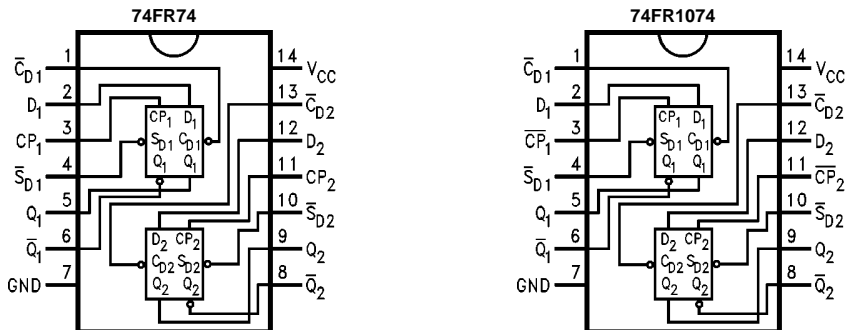 74FR74
1 C̅D1
2 D1
3 CP1
4 S̅D1
5 Q1
6 Q̅1
7 GND
14 VCC
13 C̅D2
12 D2
11 CP2
10 S̅D2
9 Q2
8 Q̅2
CP1 D1
SD1 CD1
Q1 Q1
D2 CP2
CD2 SD2
Q2 Q2
74FR1074
1 C̅D1
2 D1
3 C̅P̅1
4 S̅D1
5 Q1
6 Q̅1
7 GND
14 VCC
13 C̅D2
12 D2
11 C̅P̅2
10 S̅D2
9 Q2
8 Q̅2
CP1 D1
SD1 CD1
Q1 Q1
D2 CP2
CD2 SD2
Q2 Q2